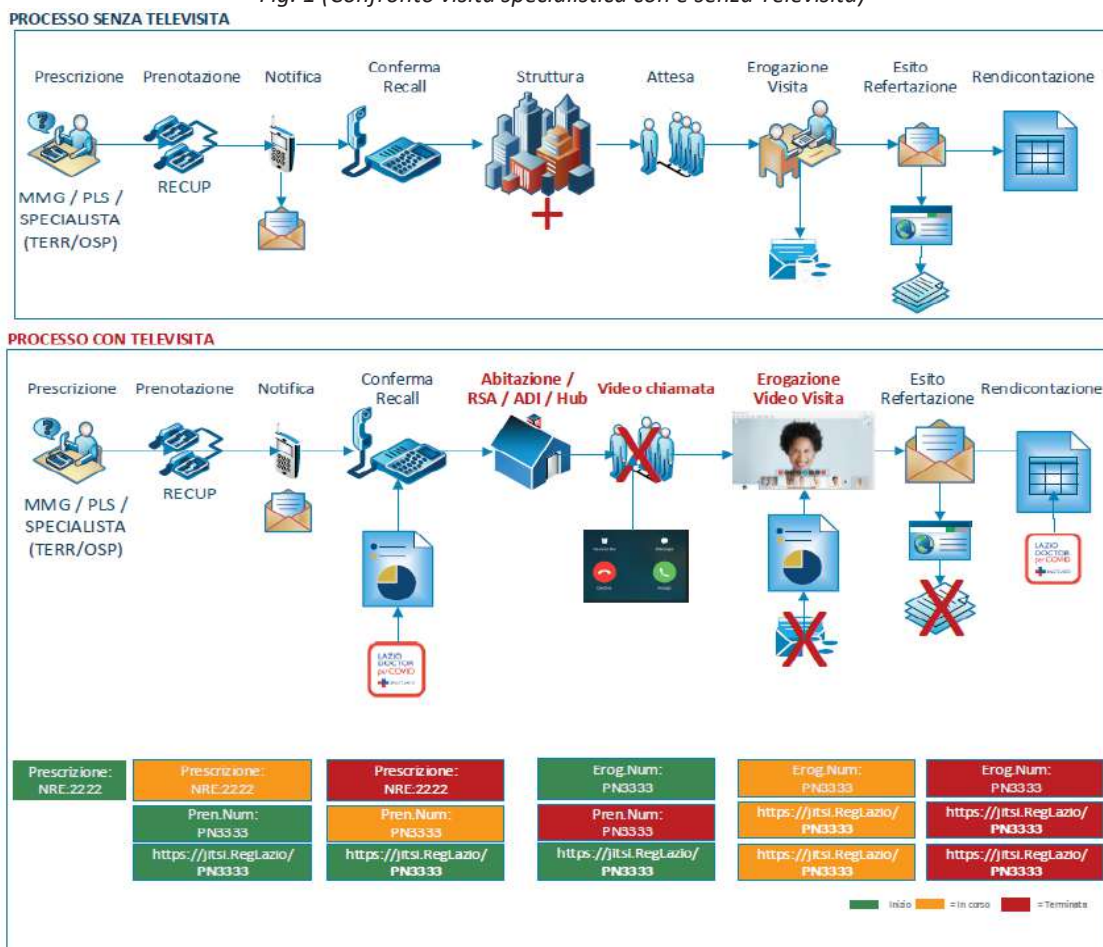 Fig. 1 (Confronto visita specialistica con e senza Televisita)
PROCESSO SENZA TELEVISITA
Prescrizione
Prenotazione
Notifica
Conferma
Recall
Struttura
Attesa
Erogazione
Visita
Esito
Refertazione
Rendicontazione
RECUP
MMG / PLS /
SPECIALISTA
(TERR/OSP)
PROCESSO CON TELEVISITA
Prescrizione
Prenotazione
Notifica
Conferma
Recall
Abitazione /
RSA / ADI / Hub
Video chiamata
Erogazione
Video Visita
Esito
Refertazione
Rendicontazione
RECUP
MMG / PLS /
SPECIALISTA
(TERR/OSP)
LAZIO
DOCTOR
per COVID
LAZIO
DOCTOR
per COVID
Prescrizione:
NRE:2222
Prescrizione:
NRE:2222
Pren.Num:
PN3333
https://jitsi.RegLazio/
PN3333
Prescrizione:
NRE:2222
Pren.Num:
PN3333
https://jitsi.RegLazio/
PN3333
Erog.Num:
PN3333
Pren.Num:
PN3333
https://jitsi.RegLazio/
PN3333
Erog.Num:
PN3333
https://jitsi.RegLazio/
PN3333
https://jitsi.RegLazio/
PN3333
Erog.Num:
PN3333
https://jitsi.RegLazio/
PN3333
https://jitsi.RegLazio/
PN3333
Inizio
= In corso
= Terminata